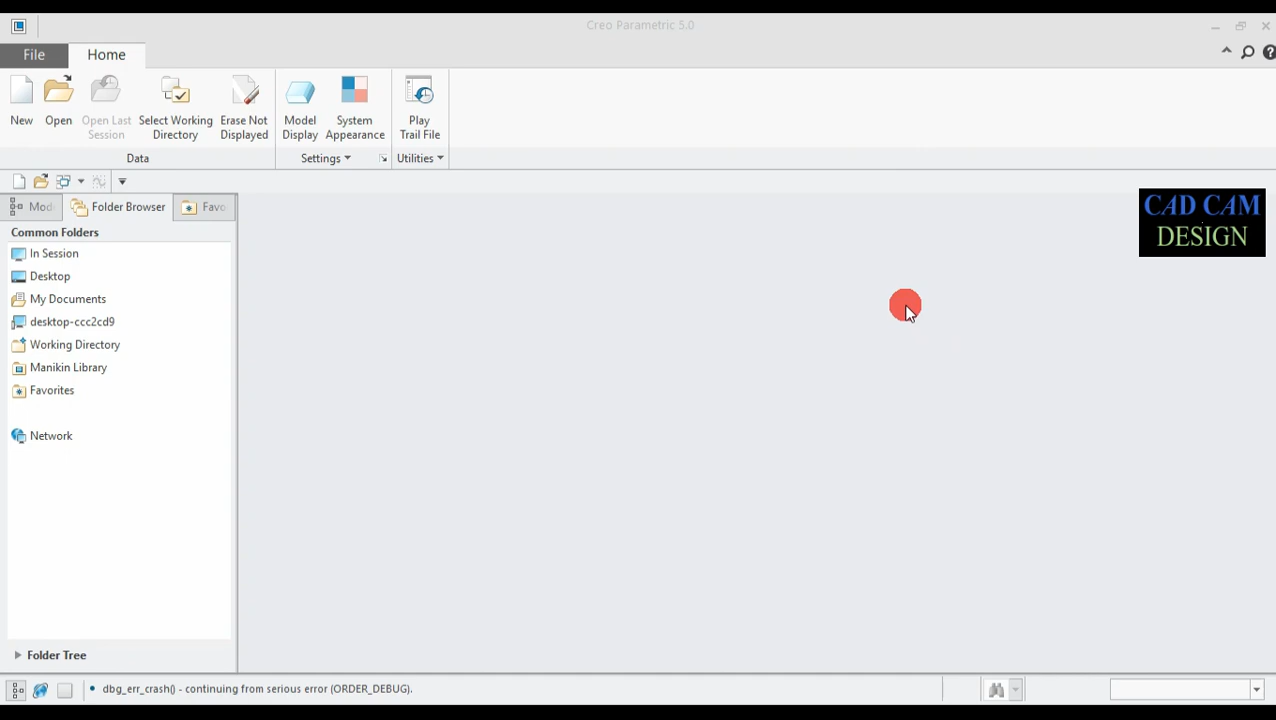 Creo Parametric 5.0
File
Home
New
Open
Open Last
Session
Select Working
Directory
Erase Not
Displayed
Model
Display
System
Appearance
Play
Trail File
Data
Settings
Utilities
Mod
Folder Browser
Favo
Common Folders
In Session
Desktop
My Documents
desktop-ccc2cd9
Working Directory
Manikin Library
Favorites
Network
Folder Tree
CAD CAM
DESIGN
dbg_err_crash() - continuing from serious error (ORDER_DEBUG).